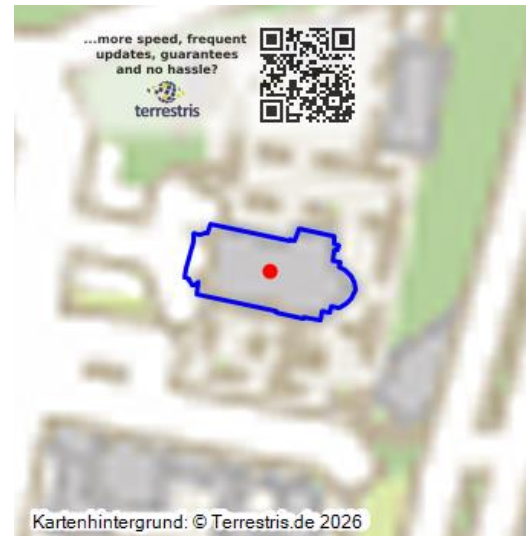 ...more speed, frequent
updates, guarantees
and no hassle?
terrestris
Kartenhintergrund: © Terrestris.de 2026